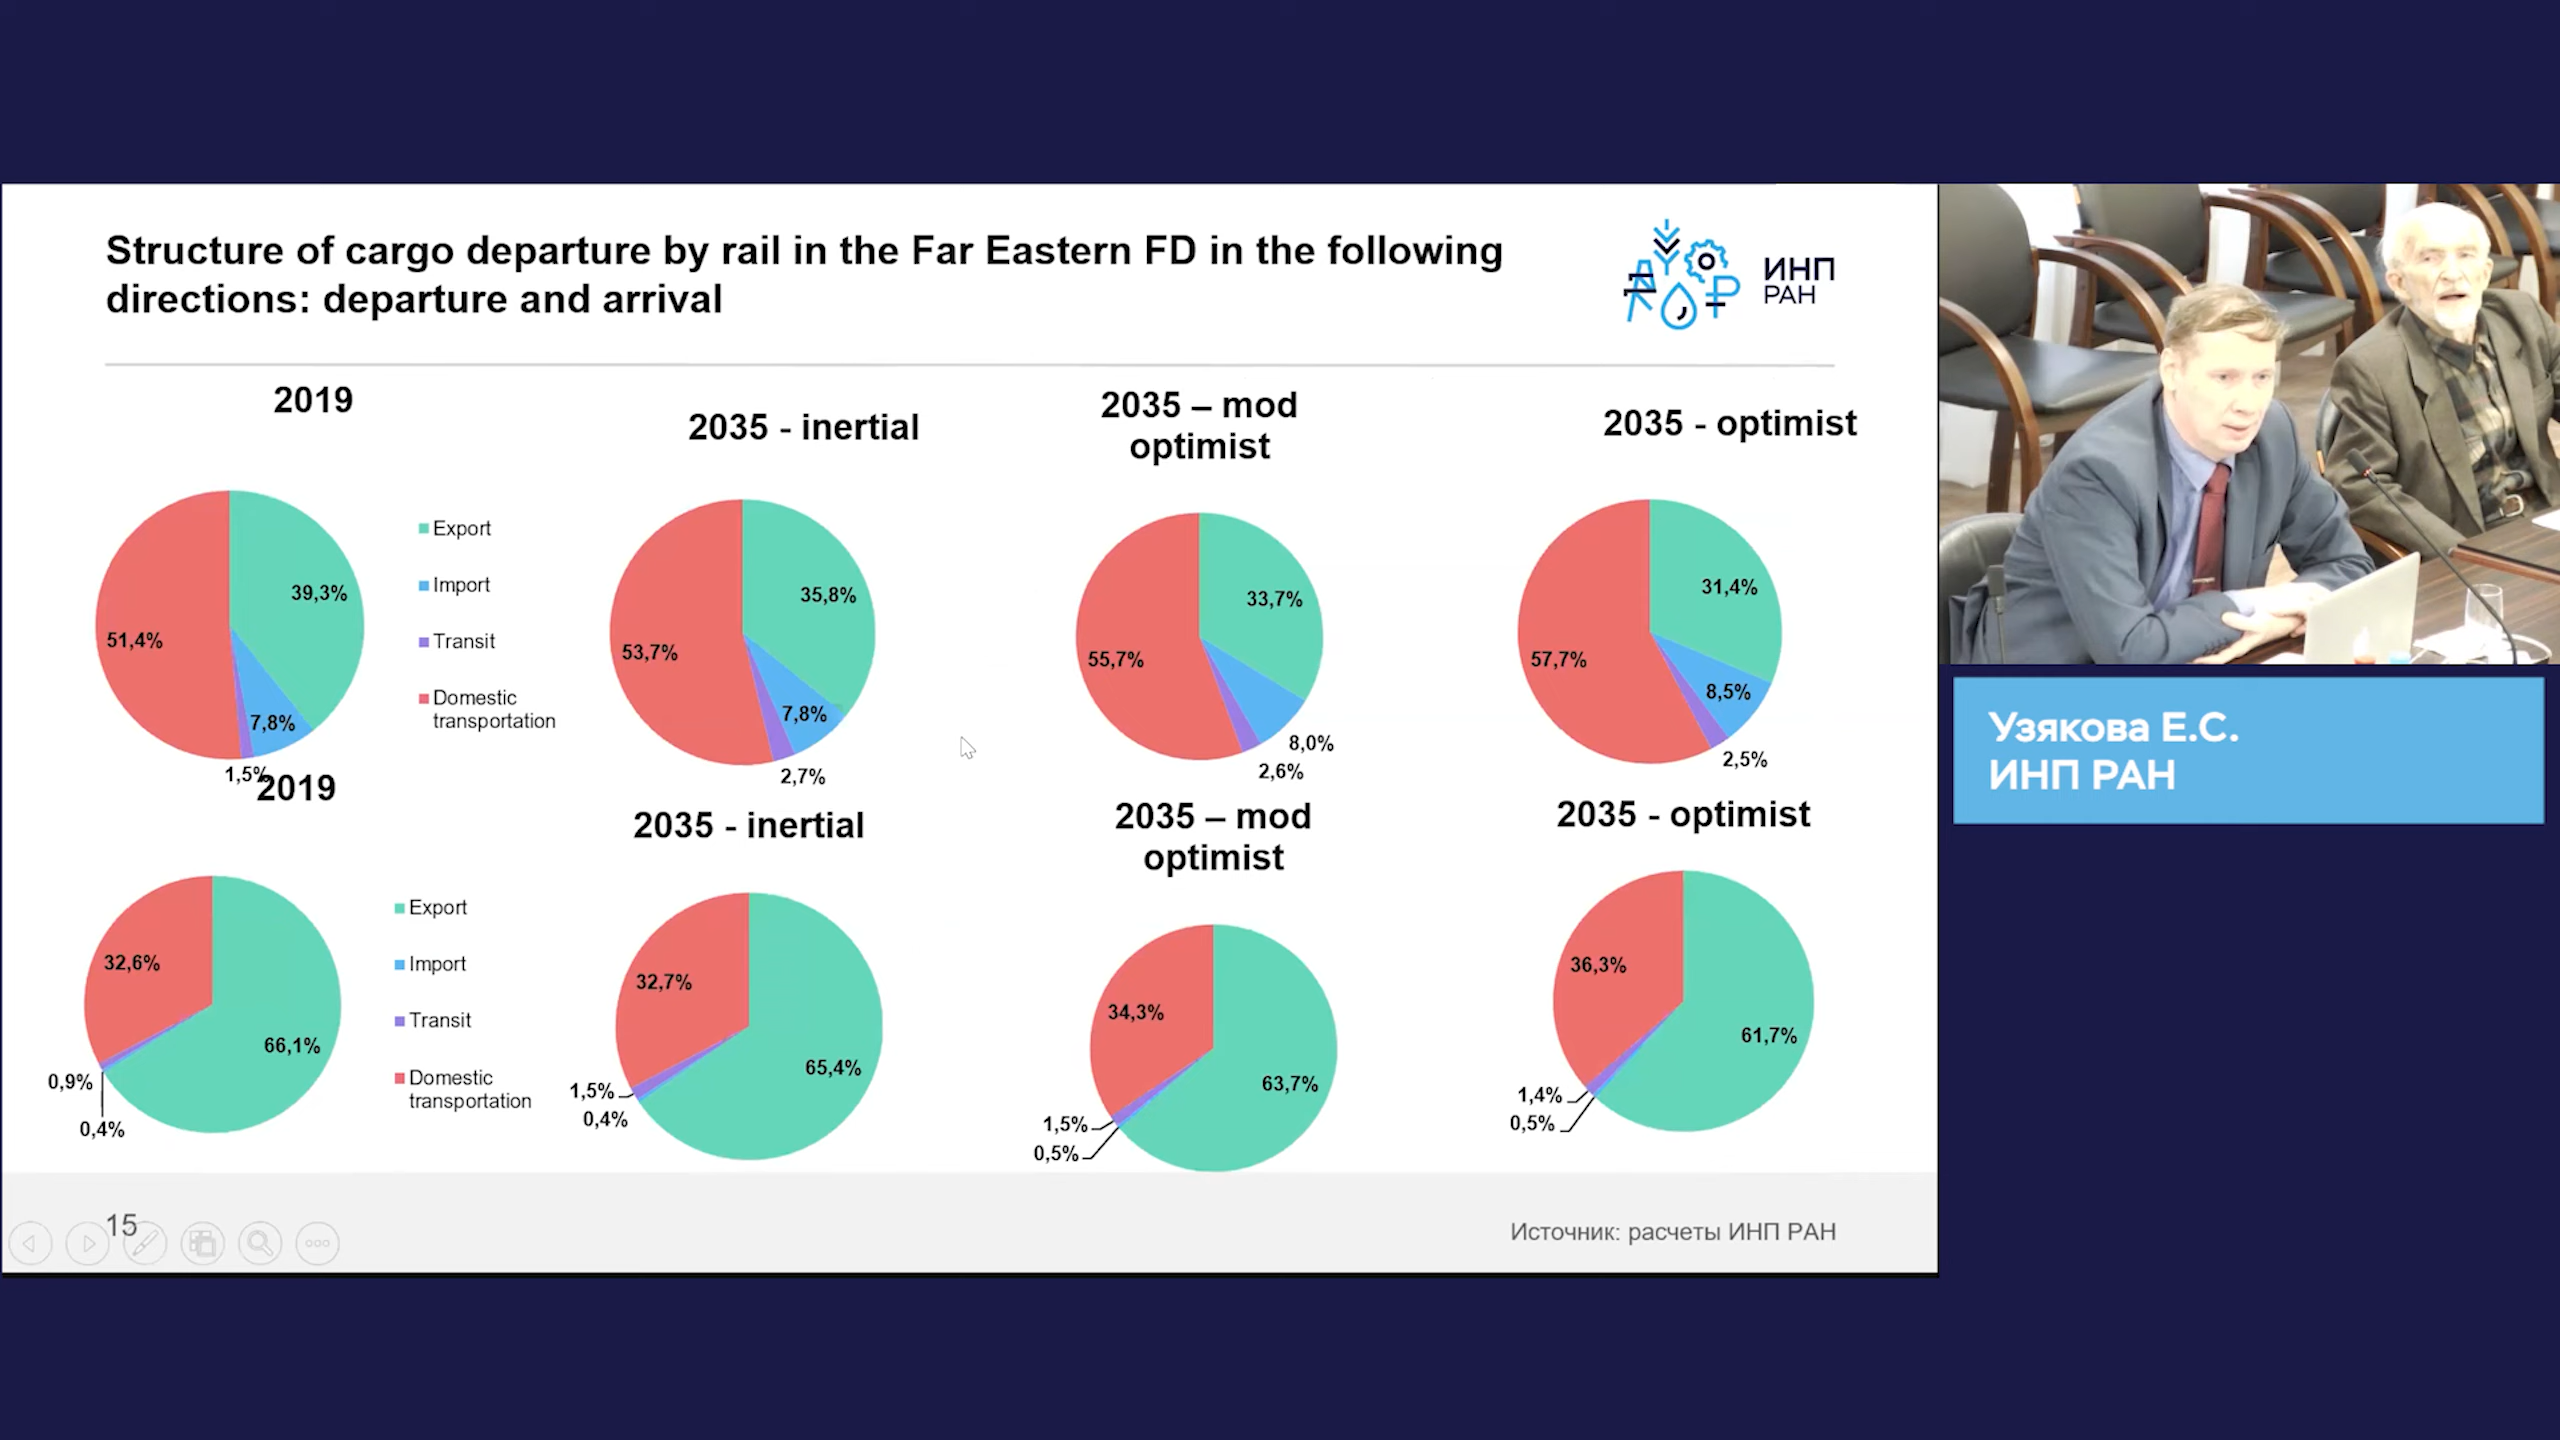 Structure of cargo departure by rail in the Far Eastern FD in the following
directions: departure and arrival
ИНП
РАН
2019
2035 - inertial
2035 – mod
optimist
2035 - optimist
39,3%
51,4%
7,8%
1,5%
Export
Import
Transit
Domestic
transportation
35,8%
53,7%
7,8%
2,7%
33,7%
55,7%
8,0%
2,6%
31,4%
57,7%
8,5%
2,5%
2019
2035 - inertial
2035 – mod
optimist
2035 - optimist
32,6%
66,1%
0,9%
0,4%
Export
Import
Transit
Domestic
transportation
32,7%
65,4%
1,5%
0,4%
34,3%
63,7%
1,5%
0,5%
36,3%
61,7%
1,4%
0,5%
15
Источник: расчеты ИНП РАН
Узякова Е.С.
ИНП РАН